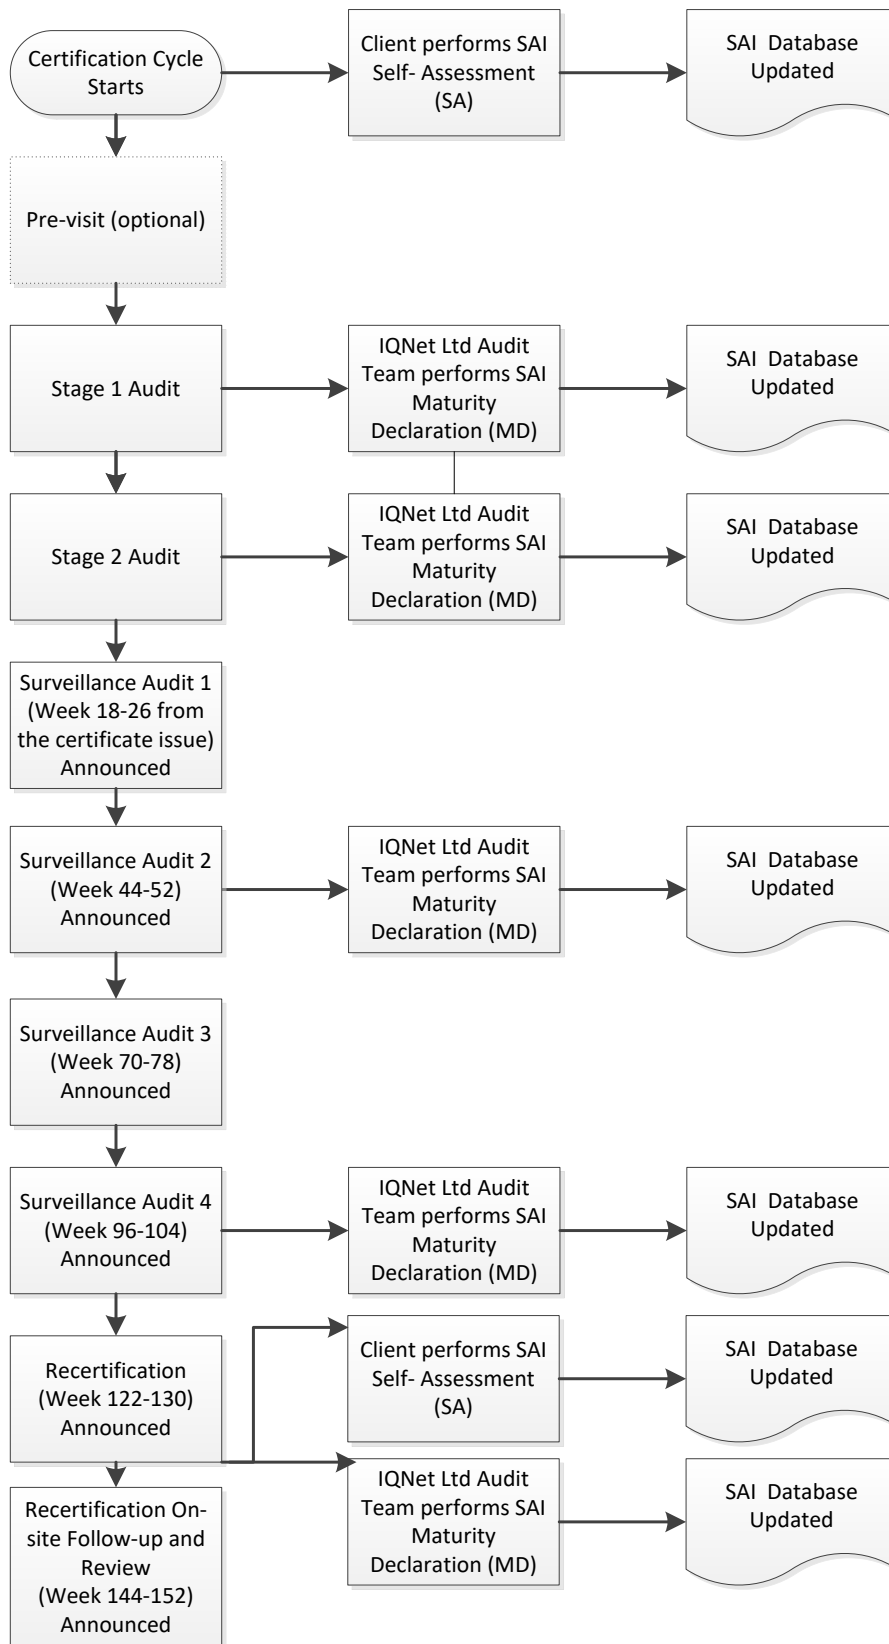 Certification Cycle
Starts
Client performs SAI
Self- Assessment
(SA)
SAI Database
Updated
Pre-visit (optional)
Stage 1 Audit
IQNet Ltd Audit
Team performs SAI
Maturity
Declaration (MD)
SAI Database
Updated
Stage 2 Audit
IQNet Ltd Audit
Team performs SAI
Maturity
Declaration (MD)
SAI Database
Updated
Surveillance Audit 1
(Week 18-26 from
the certificate issue)
Announced
Surveillance Audit 2
(Week 44-52)
Announced
IQNet Ltd Audit
Team performs SAI
Maturity
Declaration (MD)
SAI Database
Updated
Surveillance Audit 3
(Week 70-78)
Announced
Surveillance Audit 4
(Week 96-104)
Announced
IQNet Ltd Audit
Team performs SAI
Maturity
Declaration (MD)
SAI Database
Updated
Recertification
(Week 122-130)
Announced
Client performs SAI
Self- Assessment
(SA)
SAI Database
Updated
Recertification On-
site Follow-up and
Review
(Week 144-152)
Announced
IQNet Ltd Audit
Team performs SAI
Maturity
Declaration (MD)
SAI Database
Updated